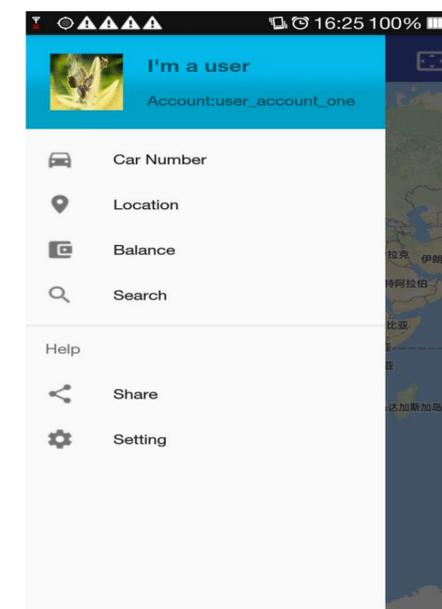 16:25 100%
I'm a user
Account:user_account_one
Car Number
Location
Balance
Search
Help
Share
Setting
拉克 伊朗
特阿拉伯
比亚
亚
达加斯加岛